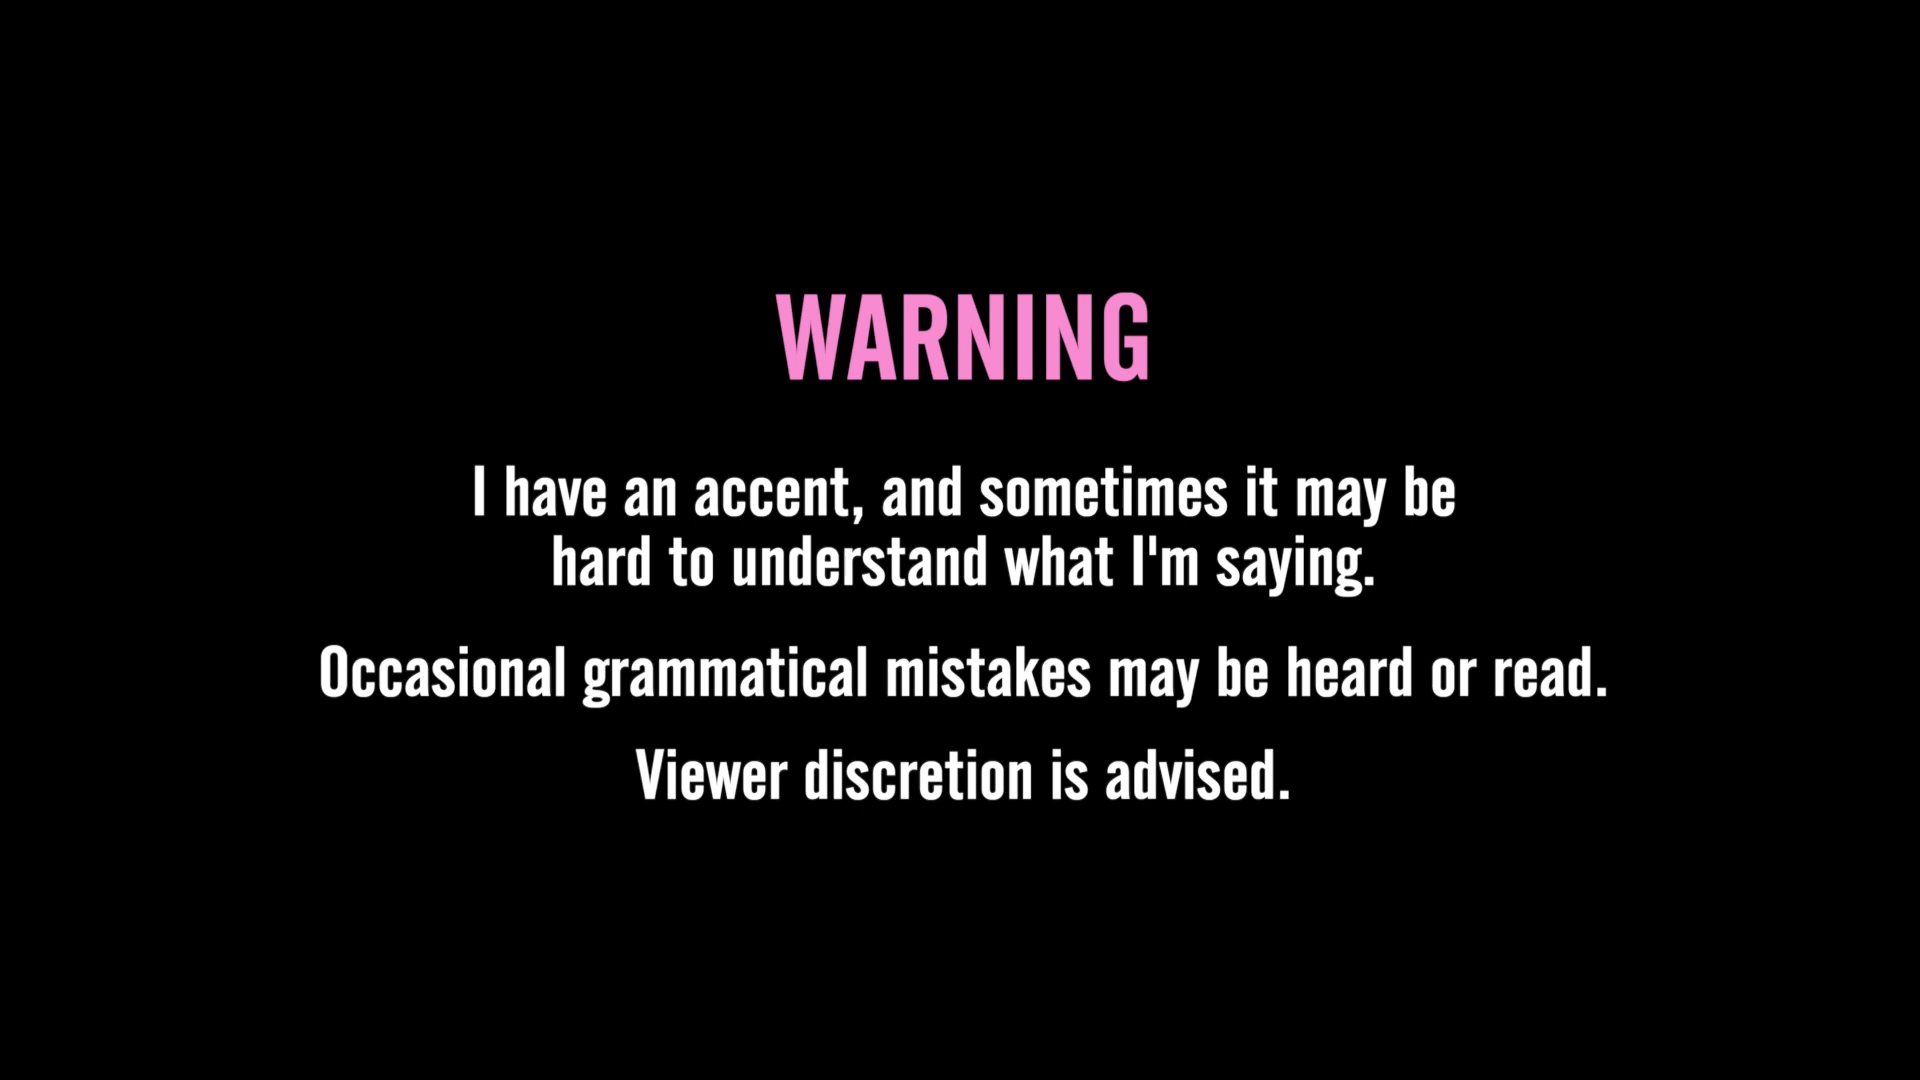 WARNING
I have an accent, and sometimes it may be
hard to understand what I'm saying.
Occasional grammatical mistakes may be heard or read.
Viewer discretion is advised.